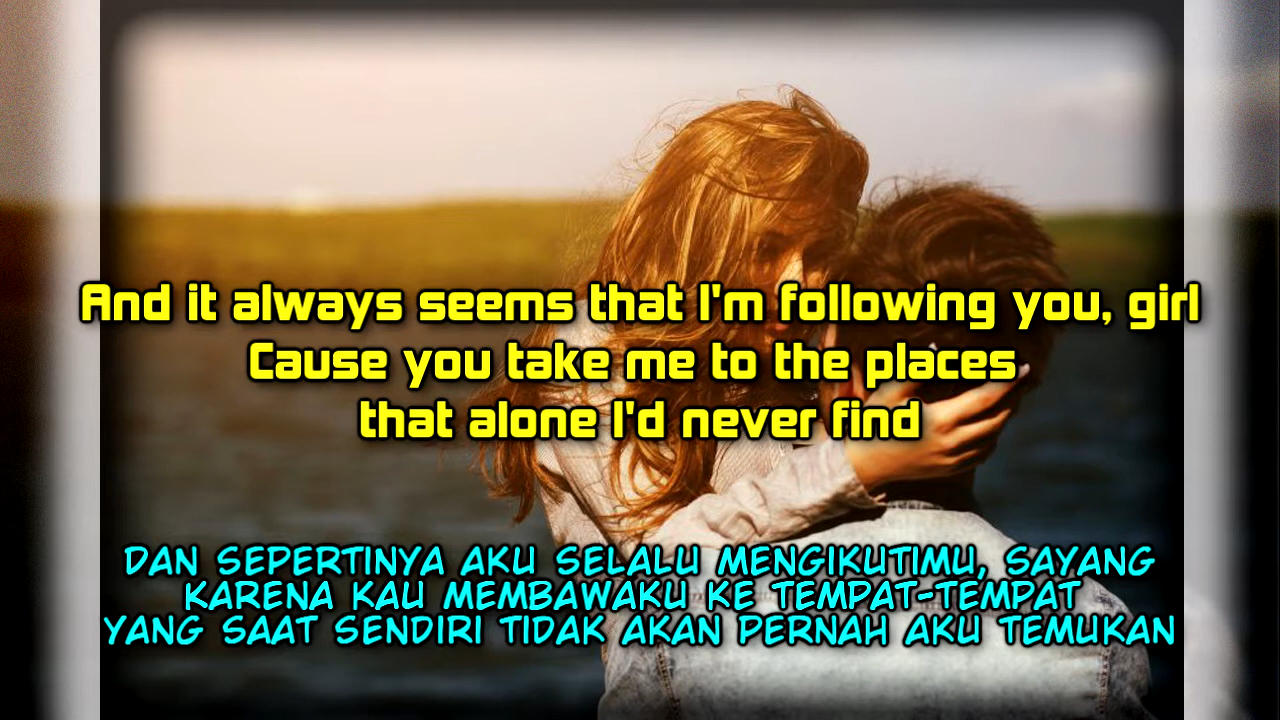 And it always seems that I'm following you, girl
Cause you take me to the places
that alone I'd never find
DAN SEPERTINYA AKU SELALU MENGIKUTIMU, SAYANG
KARENA KAU MEMBAWAKU KE TEMPAT-TEMPAT
YANG SAAT SENDIRI TIDAK AKAN PERNAH AKU TEMUKAN